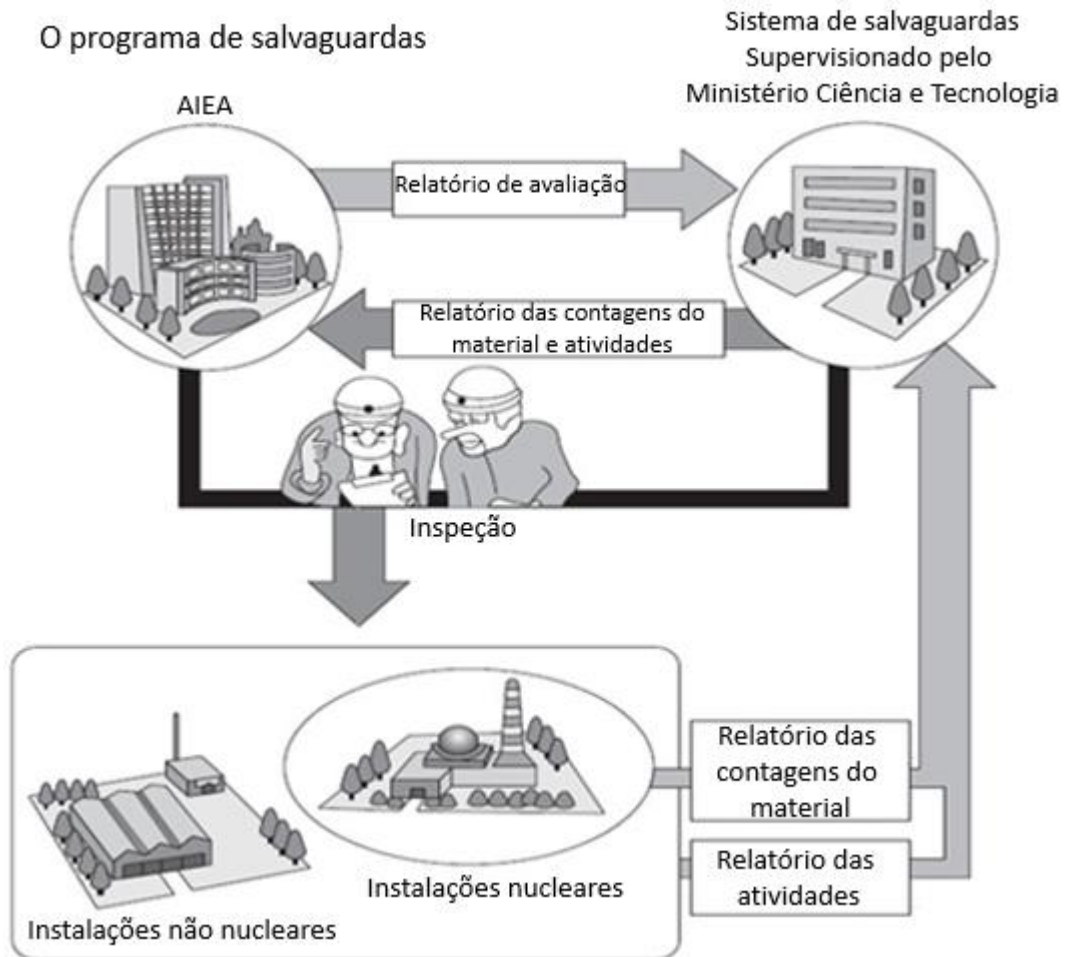 O programa de salvaguardas
Sistema de salvaguardas
Supervisionado pelo
Ministério Ciência e Tecnologia
AIEA
Relatório de avaliação
Relatório das contagens do
material e atividades
Inspeção
Relatório das
contagens do
material
Relatório das
atividades
Instalações nucleares
Instalações não nucleares